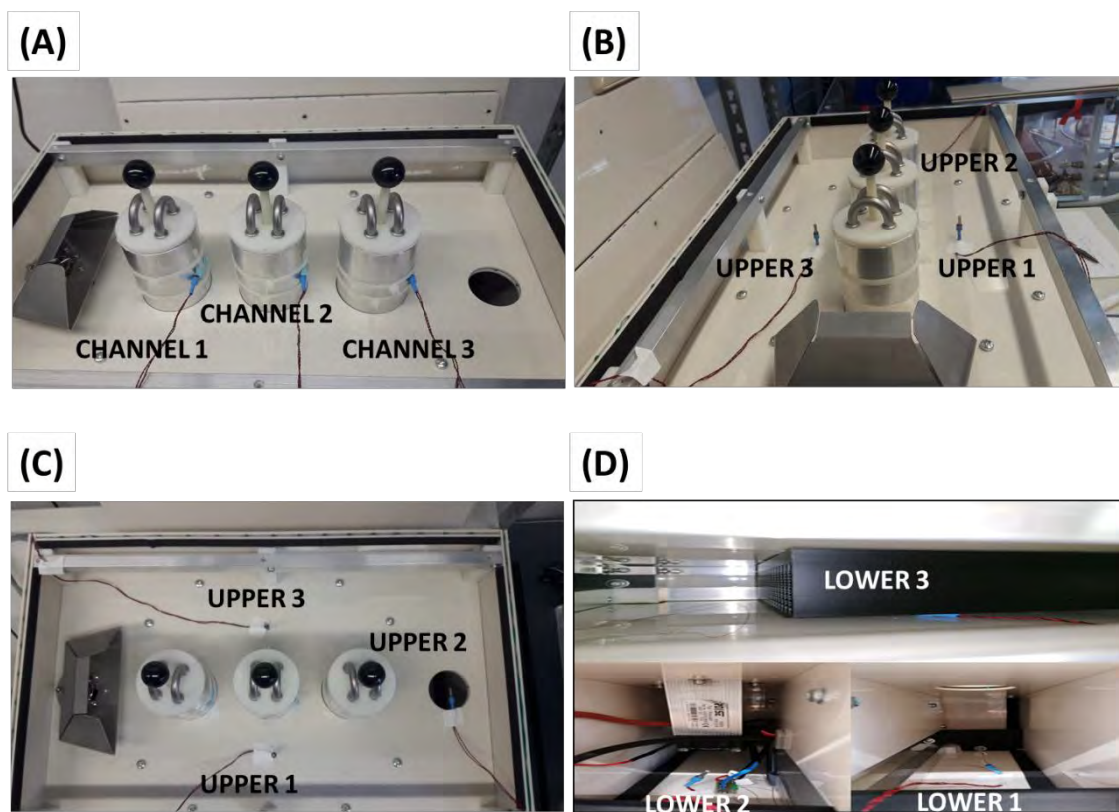 (A)
CHANNEL 1
CHANNEL 2
CHANNEL 3
(B)
UPPER 2
UPPER 3
UPPER 1
(C)
UPPER 3
UPPER 2
UPPER 1
(D)
LOWER 3
LOWER 2
LOWER 1